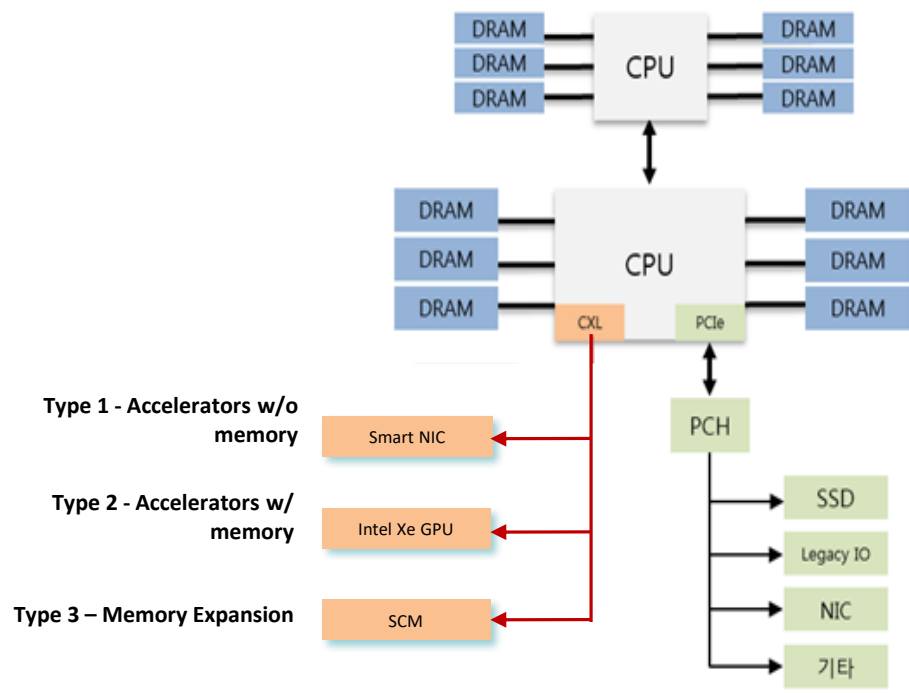 DRAM
DRAM
DRAM
CPU
DRAM
DRAM
DRAM
DRAM
DRAM
DRAM
CPU
DRAM
DRAM
DRAM
CXL
PCIe
Type 1 - Accelerators w/o
memory
Smart NIC
Type 2 - Accelerators w/
memory
Intel Xe GPU
Type 3 – Memory Expansion
SCM
PCH
SSD
Legacy IO
NIC
기타